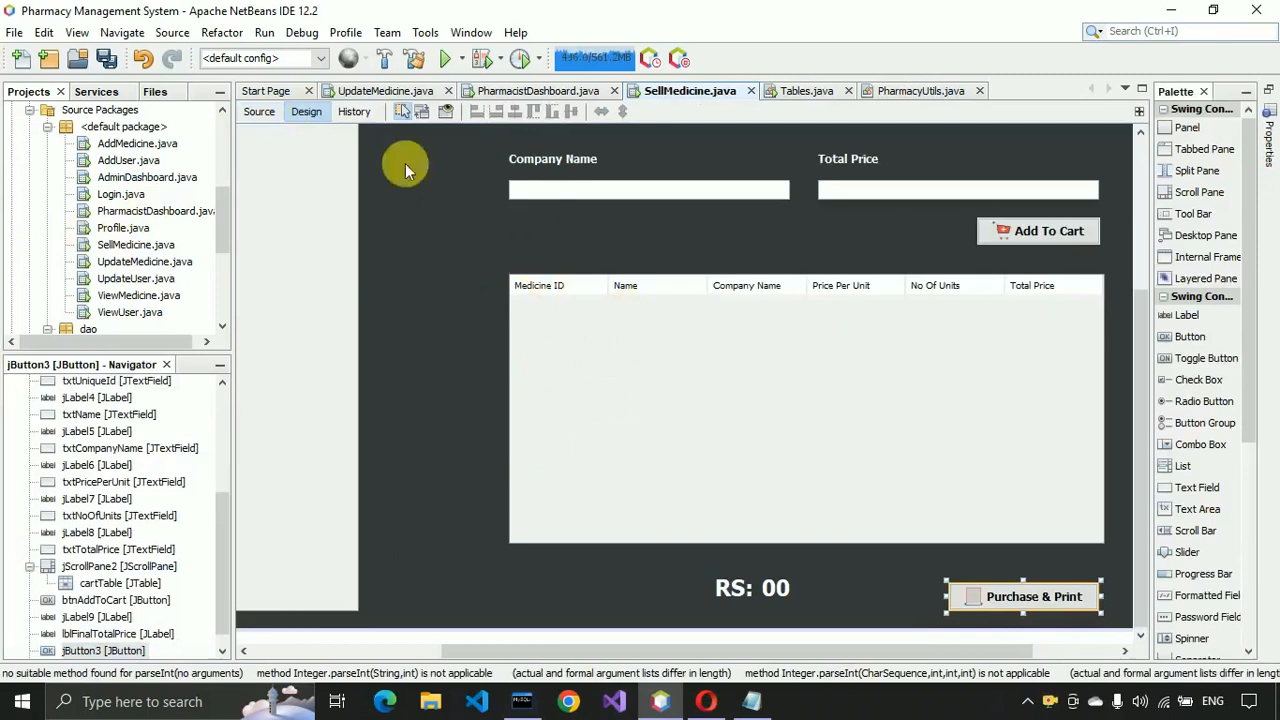 Pharmacy Management System - Apache NetBeans IDE 12.2
File Edit View Navigate Source Refactor Run Debug Profile Team Tools Window Help
Search (Ctrl+I)
<default config>
Projects Services Files
Start Page UpdateMedicine.java PharmacistDashboard.java SellMedicine.java Tables.java PharmacyUtils.java
Palette
Source Design History
Source Packages
<default package>
AddMedicine.java
AddUser.java
AdminDashboard.java
Login.java
PharmacistDashboard.java
Profile.java
SellMedicine.java
UpdateMedicine.java
UpdateUser.java
ViewMedicine.java
ViewUser.java
dao
jButton3 [JButton] - Navigator
txtUniqueId [JTextField]
jLabel4 [JLabel]
txtName [JTextField]
jLabel5 [JLabel]
txtCompanyName [JTextField]
jLabel6 [JLabel]
txtPricePerUnit [JTextField]
jLabel7 [JLabel]
txtNoOfUnits [JTextField]
jLabel8 [JLabel]
txtTotalPrice [JTextField]
jScrollPane2 [JScrollPane]
cartTable [JTable]
btnAddToCart [JButton]
jLabel9 [JLabel]
lblFinalTotalPrice [JLabel]
jButton3 [JButton]
Company Name Total Price
Add To Cart
Medicine ID Name Company Name Price Per Unit No Of Units Total Price
RS: 00
Purchase & Print
Panel
Tabbed Pane
Split Pane
Scroll Pane
Tool Bar
Desktop Pane
Internal Frame
Layered Pane
Swing Con...
Label
Button
Toggle Button
Check Box
Radio Button
Button Group
Combo Box
List
Text Field
Text Area
Scroll Bar
Slider
Progress Bar
Formatted Fiel
Password Field
Spinner
Properties
no suitable method found for parseInt(no arguments) method Integer.parseInt(String,int) is not applicable (actual and formal argument lists differ in length) method Integer.parseInt(CharSequence,int,int,int) is not applicable (actual and formal argument lists differ in leng
Type here to search
ENG